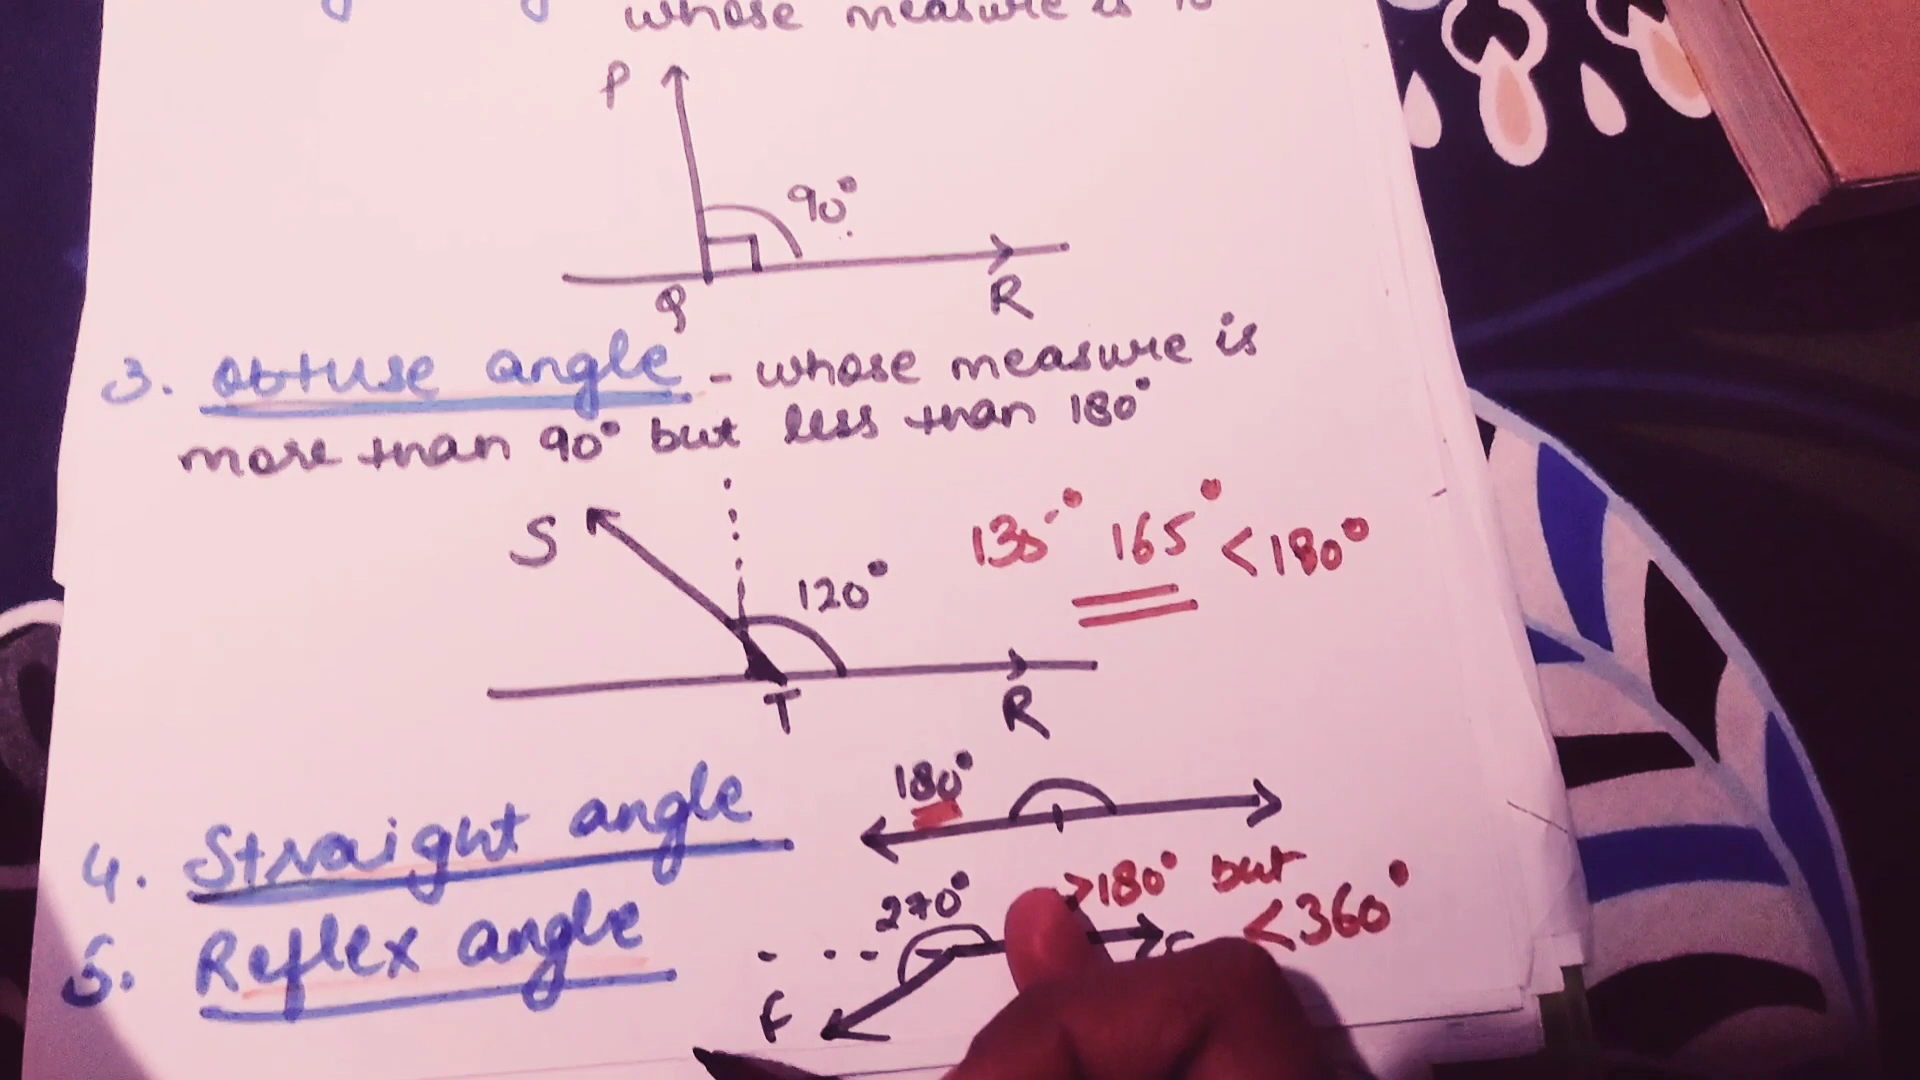 whose measure is
P
90°
Q R
3. Obtuse angle - whose measure is
more than 90° but less than 180°
S 120° 135° 165° < 180°
T R
4. Straight angle 180°
5. Reflex angle 270° >180° but
<360°
F